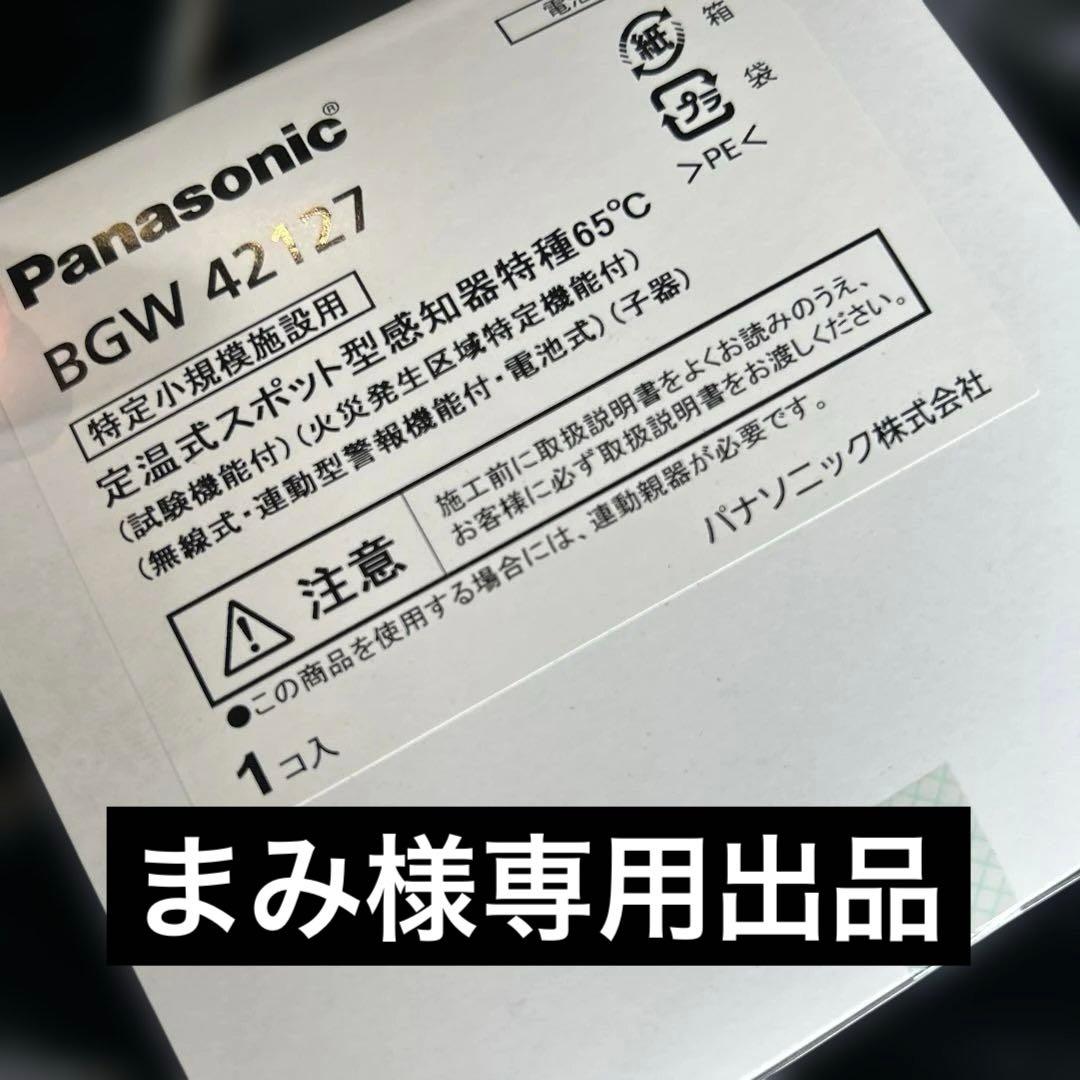 電池
紙 箱
プラ 袋
>PE<
Panasonic®
BGW 42127
特定小規模施設用
定温式スポット型感知器特種65℃
(試験機能付)(火災発生区域特定機能付)
(無線式・連動型警報機能付・電池式)(子器)
注意
施工前に取扱説明書をよくお読みのうえ、
お客様に必ず取扱説明書をお渡しください。
●この商品を使用する場合には、連動親器が必要です。
パナソニック株式会社
1コ入
まみ様専用出品